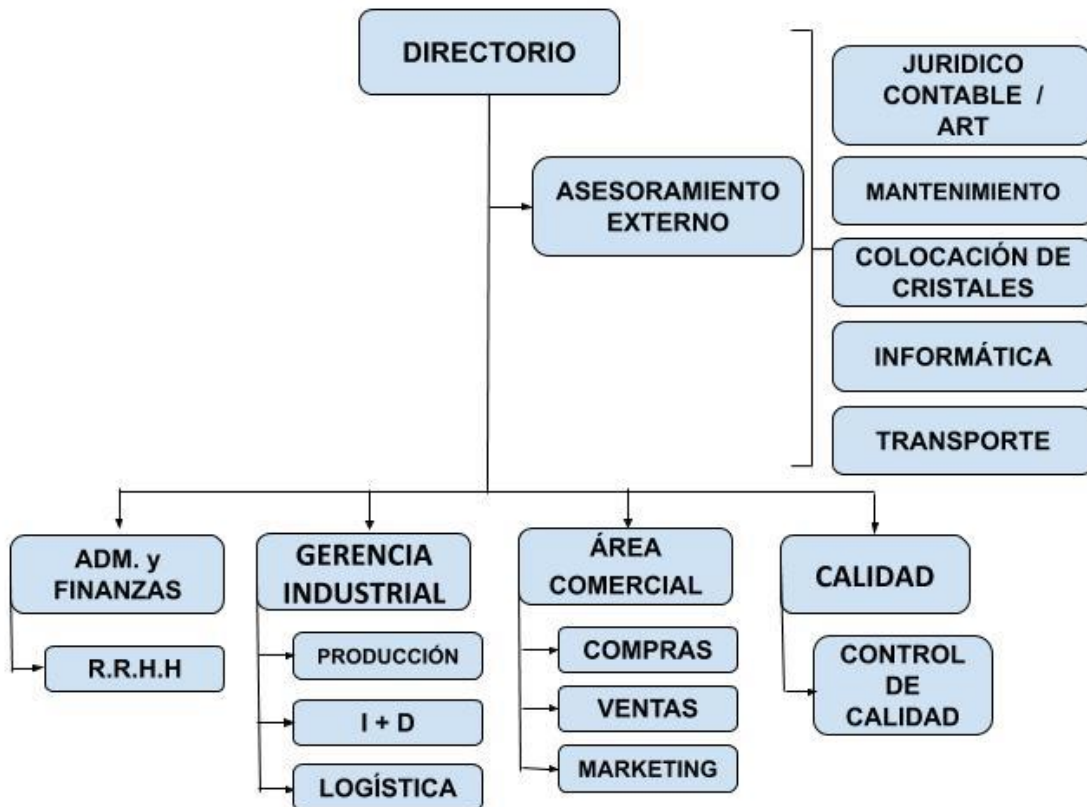 DIRECTORIO
ASESORAMIENTO
EXTERNO
JURIDICO
CONTABLE /
ART
MANTENIMIENTO
COLOCACIÓN DE
CRISTALES
INFORMÁTICA
TRANSPORTE
ADM. y
FINANZAS
R.R.H.H
GERENCIA
INDUSTRIAL
PRODUCCIÓN
I + D
LOGÍSTICA
ÁREA
COMERCIAL
COMPRAS
VENTAS
MARKETING
CALIDAD
CONTROL
DE
CALIDAD